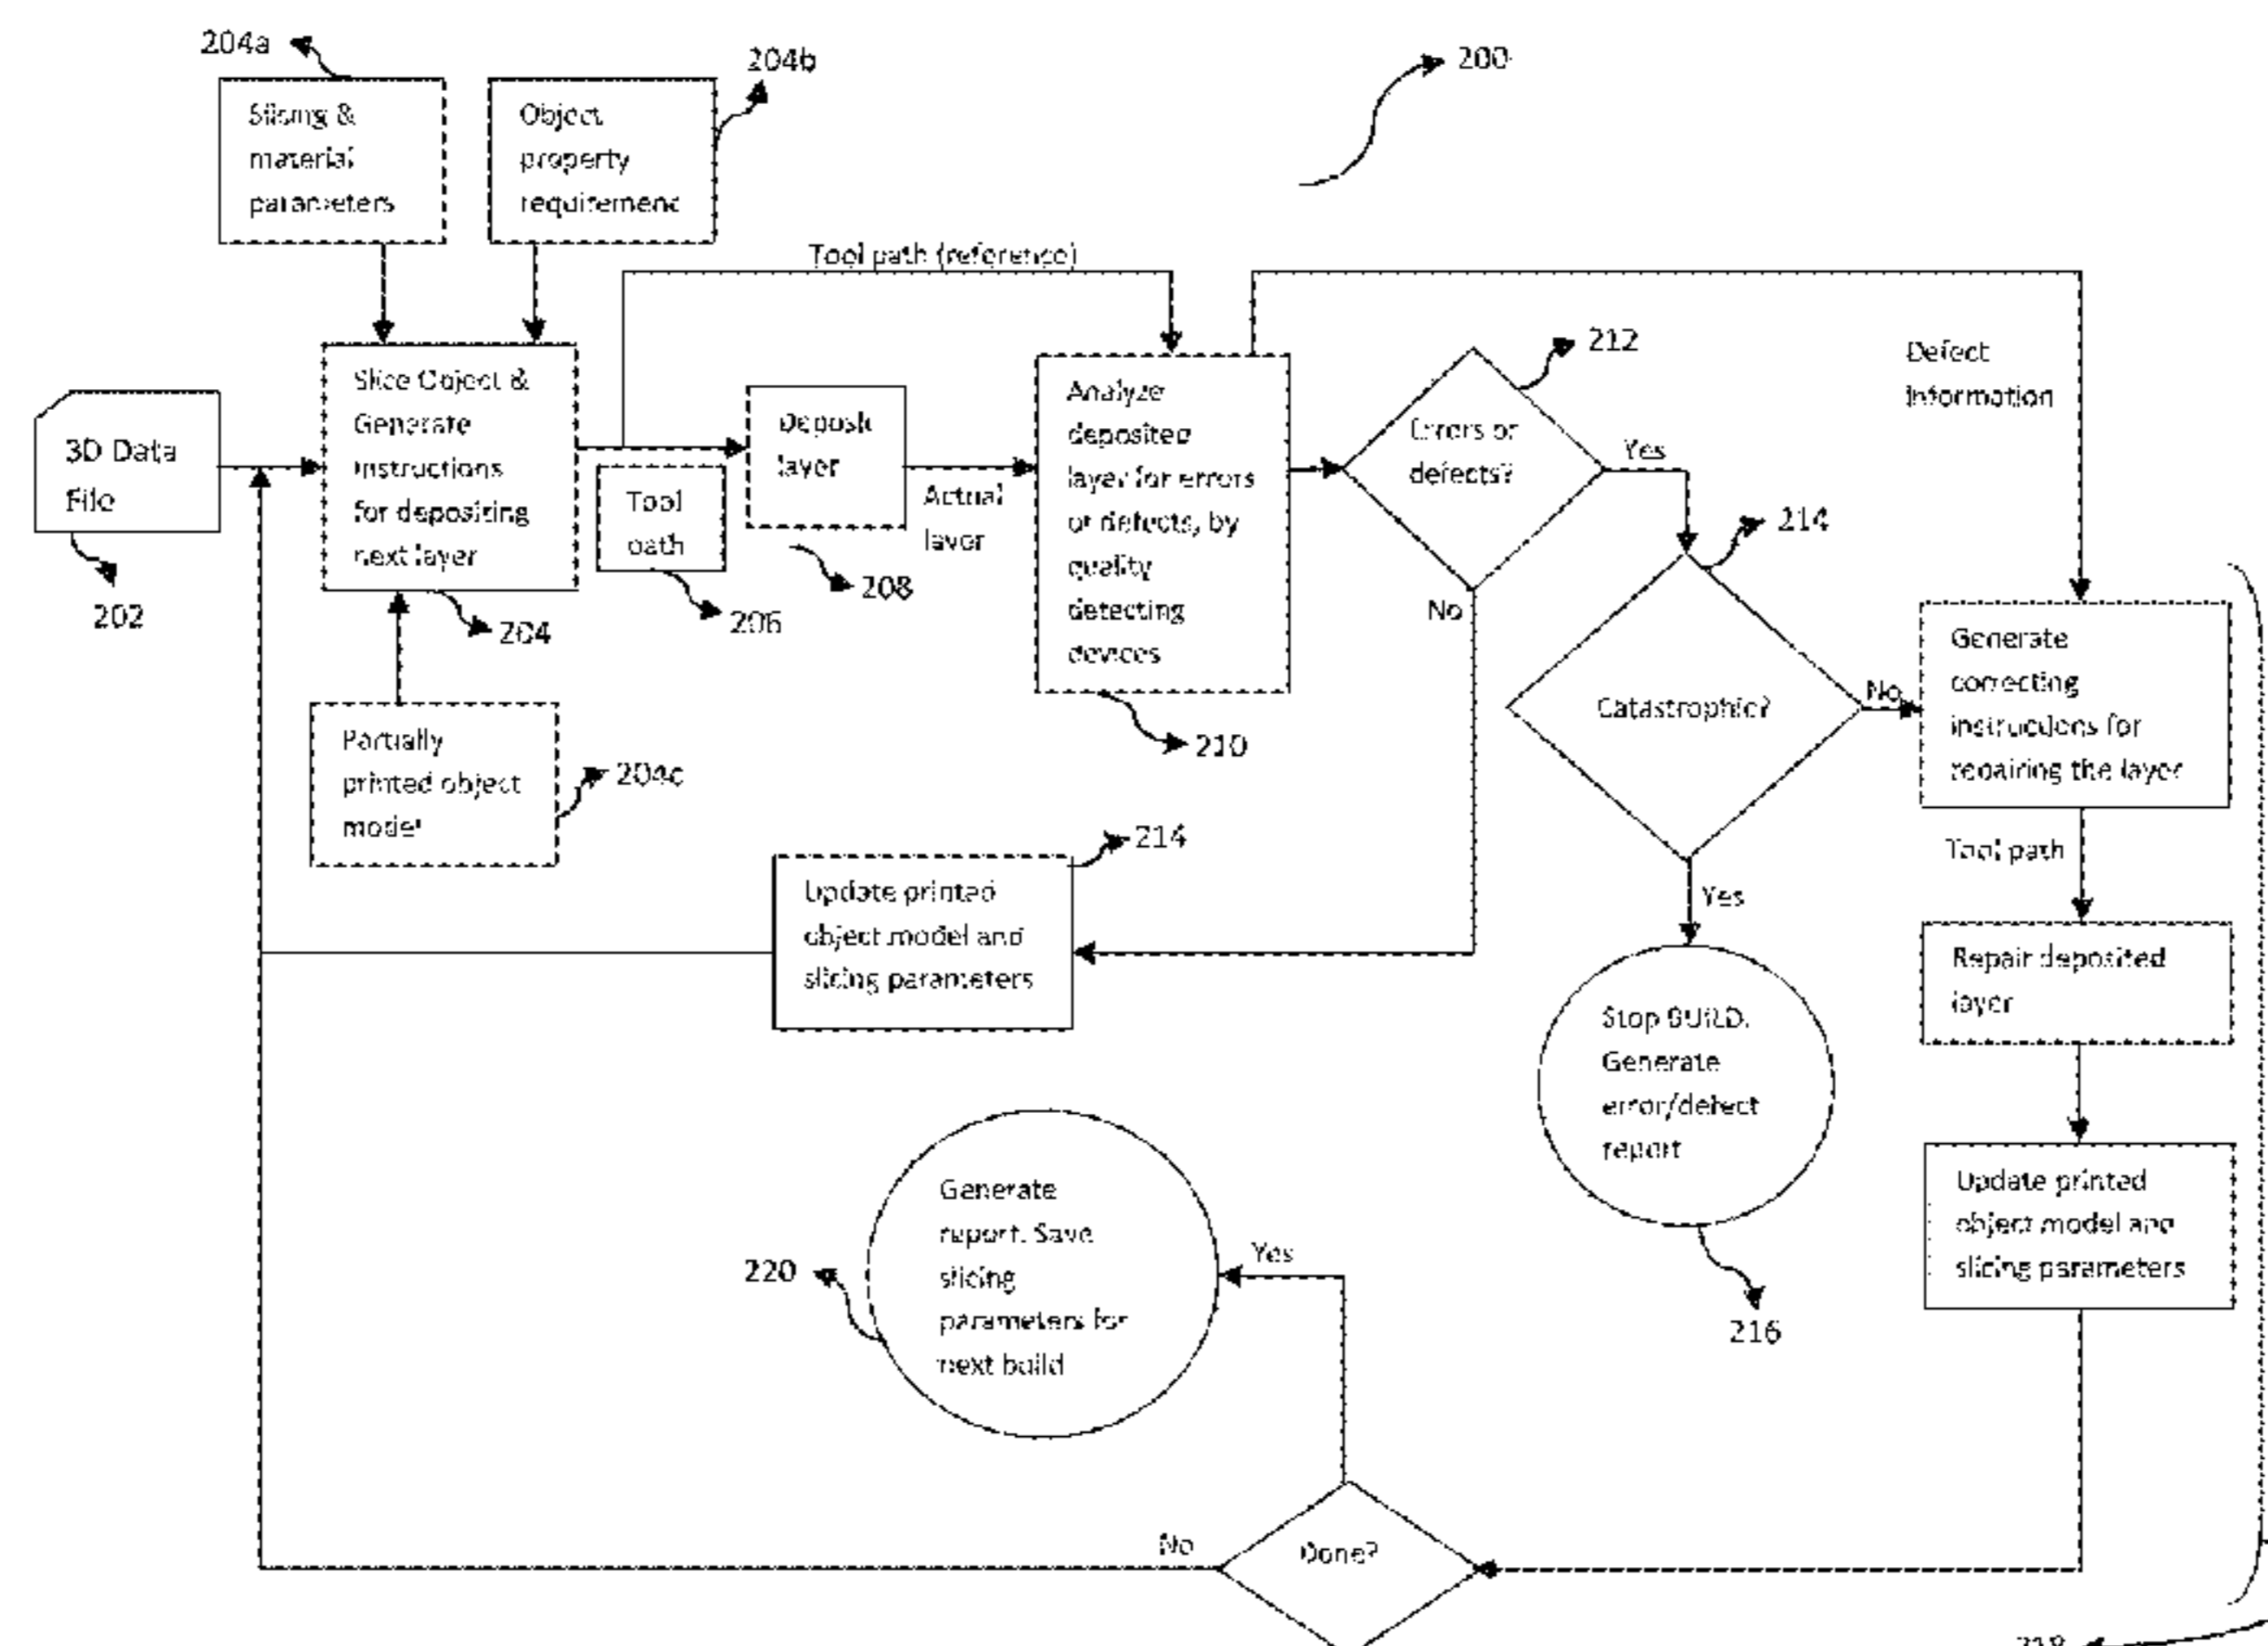 204a
204b
200
Slicing &
material
parameters
Object
property
requirement
Tool path (reference)
212
Defect
Information
3D Data
File
Slice Object &
Generate
Instructions
for depositing
next layer
Tool
path
Deposit
layer
Actual
layer
Analyze
deposited
layer for errors
or defects, by
quality
detecting
devices
Errors or
defects?
Yes
214
202
204
206
208
No
210
Catastrophic?
No
Generate
correcting
instructions for
repairing the layer
Partially
printed object
model
204c
214
Update printed
object model and
slicing parameters
Yes
Tool path
Repair deposited
layer
Stop BUILD.
Generate
error/defect
report
216
Update printed
object model and
slicing parameters
220
Generate
report. Save
slicing
parameters for
next build
Yes
No
Done?
218